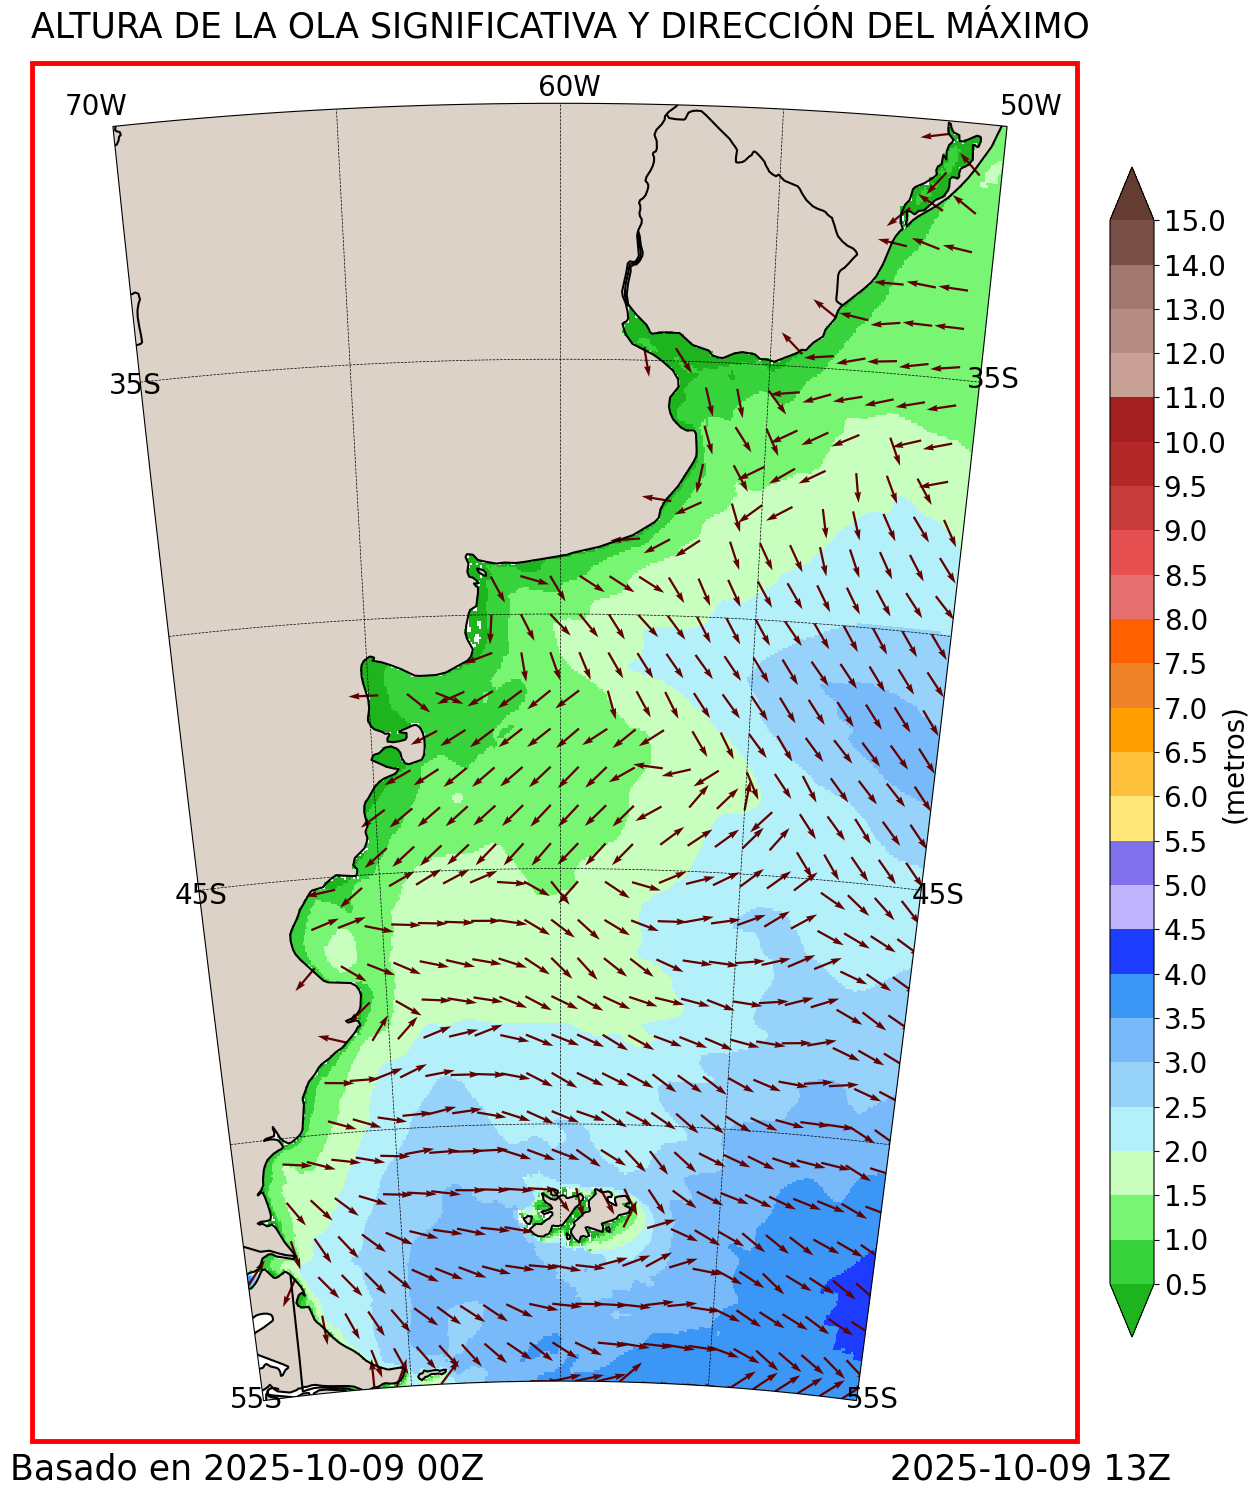 ALTURA DE LA OLA SIGNIFICATIVA Y DIRECCIÓN DEL MÁXIMO
70W
60W
50W
35S
35S
45S
45S
55S
55S
15.0
14.0
13.0
12.0
11.0
10.0
9.5
9.0
8.5
8.0
7.5
7.0
6.5
6.0
5.5
5.0
4.5
4.0
3.5
3.0
2.5
2.0
1.5
1.0
0.5
(metros)
Basado en 2025-10-09 00Z
2025-10-09 13Z